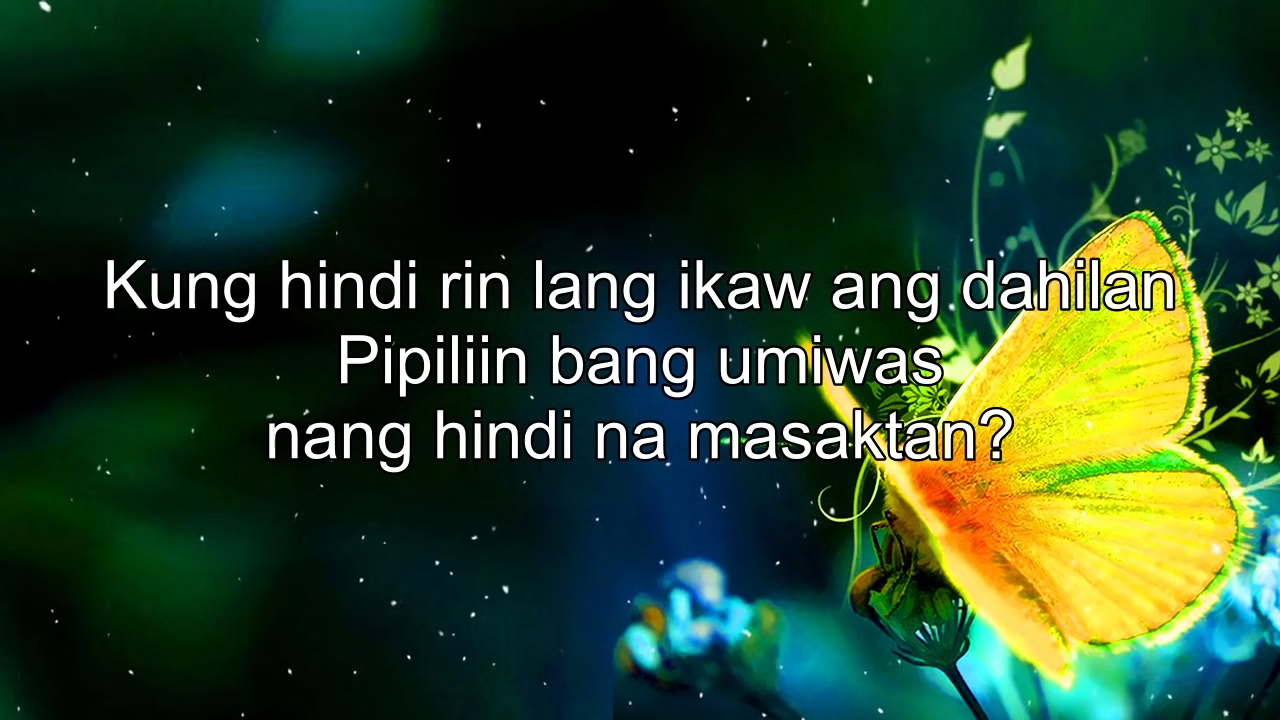 Kung hindi rin lang ikaw ang dahilan
Pipiliin bang umiwas
nang hindi na masaktan?